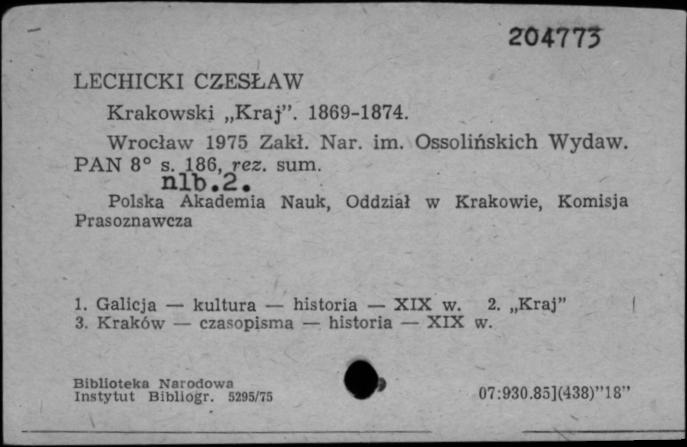 204773
LECHICKI CZESŁAW
Krakowski „Kraj”. 1869-1874.
Wrocław 1975 Zakł. Nar. im. Ossolińskich Wydaw.
PAN 8° s. 186, rez. sum.
nlb.2.
Polska Akademia Nauk, Oddział w Krakowie, Komisja
Prasoznawcza
1. Galicja — kultura — historia — XIX w. 2. „Kraj”
3. Kraków — czasopisma — historia — XIX w.
Biblioteka Narodowa
Instytut Bibliogr. 5295/75
07:930.85](438)”18”